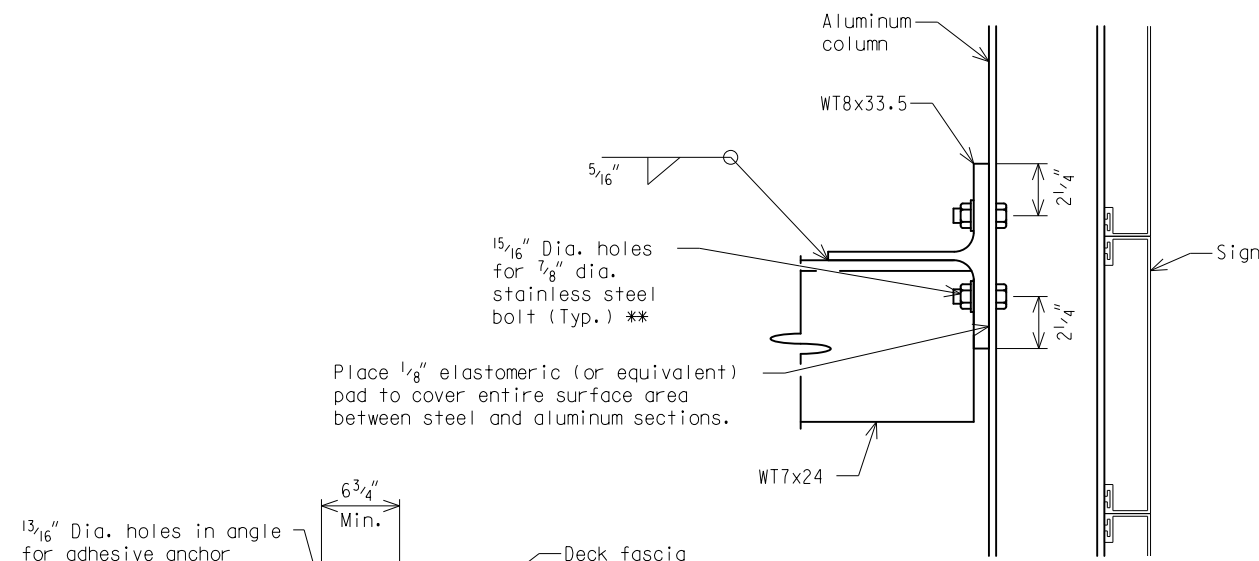 Aluminum
column
WT8x33.5
5/16"
2 1/4"
15/16" Dia. holes
for 7/8" dia.
stainless steel
bolt (Typ.) **
Sign
2 1/4"
Place 1/8" elastomeric (or equivalent)
pad to cover entire surface area
between steel and aluminum sections.
WT7x24
6 3/4"
Min.
13/16" Dia. holes in angle
for adhesive anchor
Deck fascia